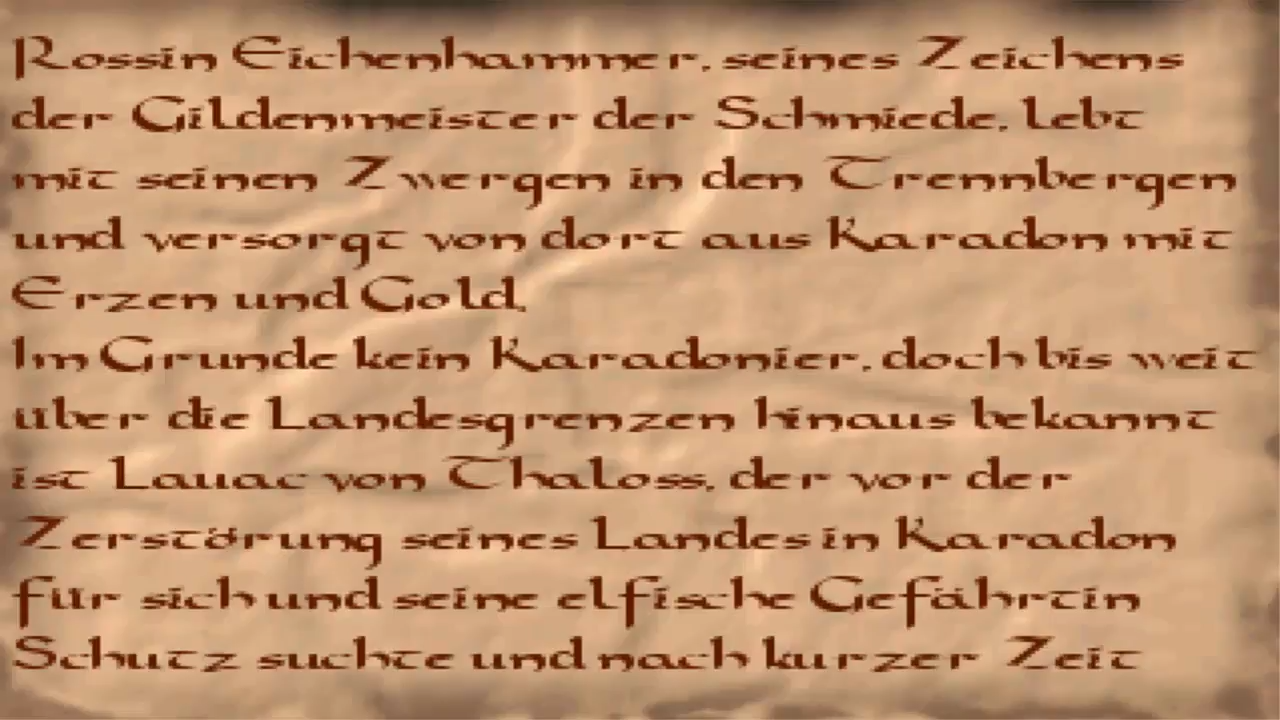 Rossin Eichenhammer, seines Zeichens
der Gildenmeister der Schmiede, lebt
mit seinen Zwergen in den Trennbergen
und versorgt von dort aus Karadon mit
Erzen und Gold.
Im Grunde kein Karadonier, doch bis weit
über die Landesgrenzen hinaus bekannt
ist Lauac von Thaloss, der vor der
Zerstörung seines Landes in Karadon
für sich und seine elfische Gefährtin
Schutz suchte und nach kurzer Zeit